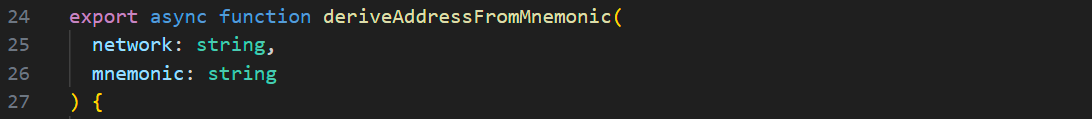 24 export async function deriveAddressFromMnemonic(
25 network: string,
26 mnemonic: string
27 ) {